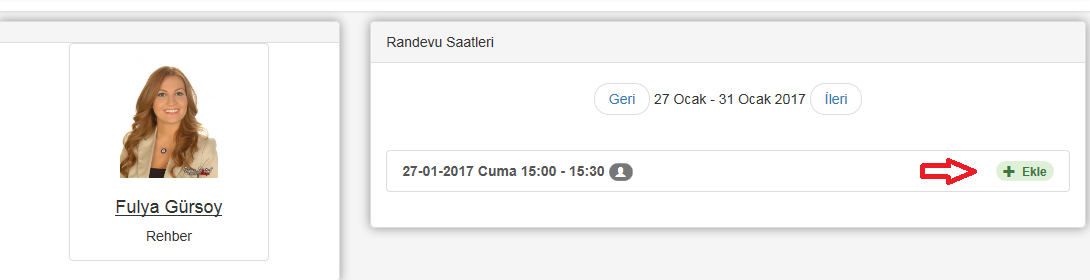 Fulya Gürsoy
Rehber
Randevu Saatleri
Geri 27 Ocak - 31 Ocak 2017 İleri
27-01-2017 Cuma 15:00 - 15:30 Ekle